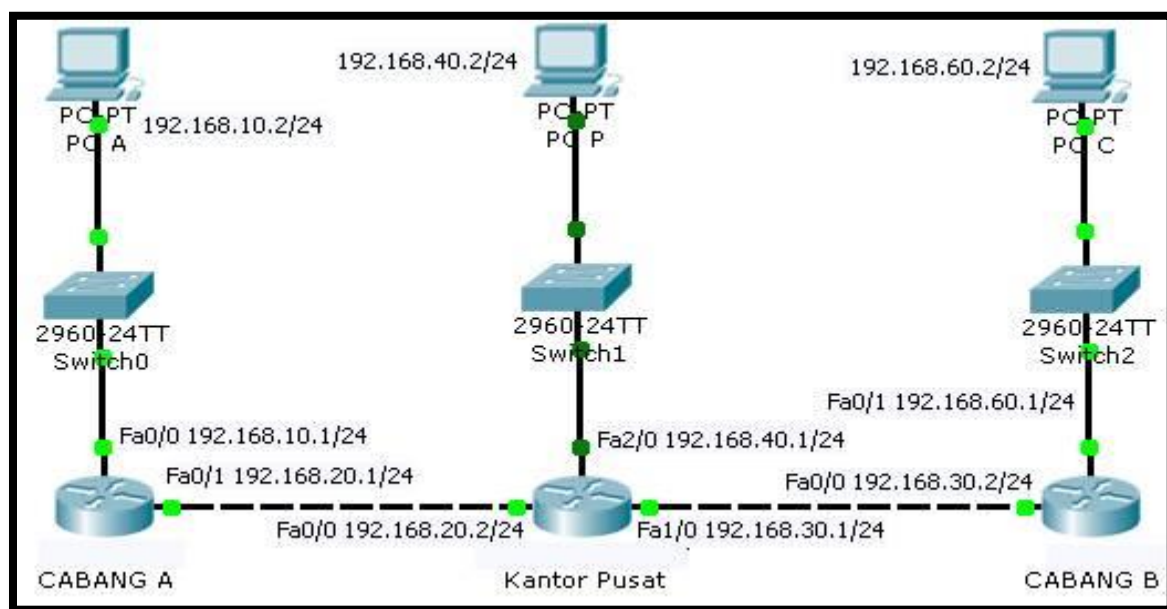 192.168.40.2/24
192.168.60.2/24
PC-PT
PC A
192.168.10.2/24
PC-PT
PC P
PC-PT
PC C
2960-24TT
Switch0
2960-24TT
Switch1
2960-24TT
Switch2
Fa0/1 192.168.60.1/24
Fa0/0 192.168.10.1/24
Fa2/0 192.168.40.1/24
Fa0/1 192.168.20.1/24
Fa0/0 192.168.30.2/24
Fa0/0 192.168.20.2/24
Fa1/0 192.168.30.1/24
CABANG A
Kantor Pusat
CABANG B